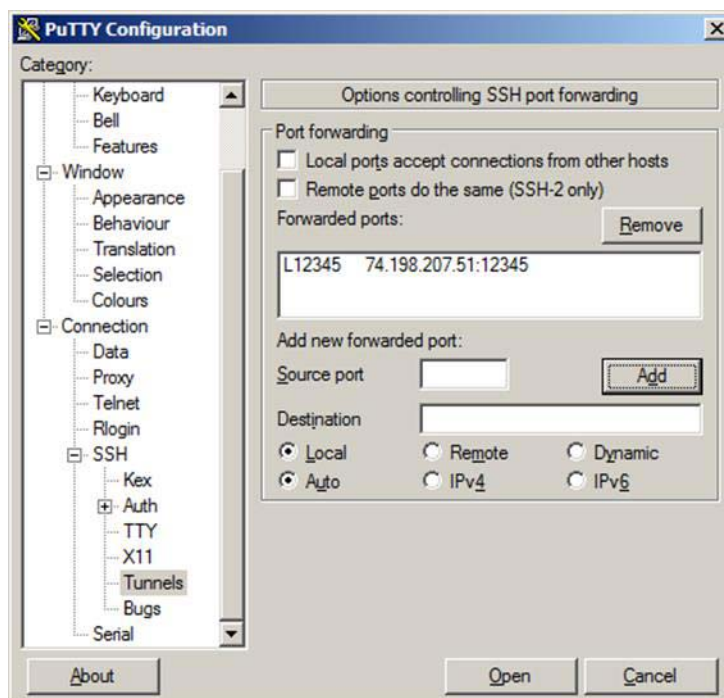 PuTTY Configuration
Category:
Keyboard
Bell
Features
Window
Appearance
Behaviour
Translation
Selection
Colours
Connection
Data
Proxy
Telnet
Rlogin
SSH
Kex
Auth
TTY
X11
Tunnels
Bugs
Serial
Options controlling SSH port forwarding
Port forwarding
Local ports accept connections from other hosts
Remote ports do the same (SSH-2 only)
Forwarded ports:
Remove
L12345 74.198.207.51:12345
Add new forwarded port:
Source port
Add
Destination
Local Remote Dynamic
Auto IPv4 IPv6
About Open Cancel